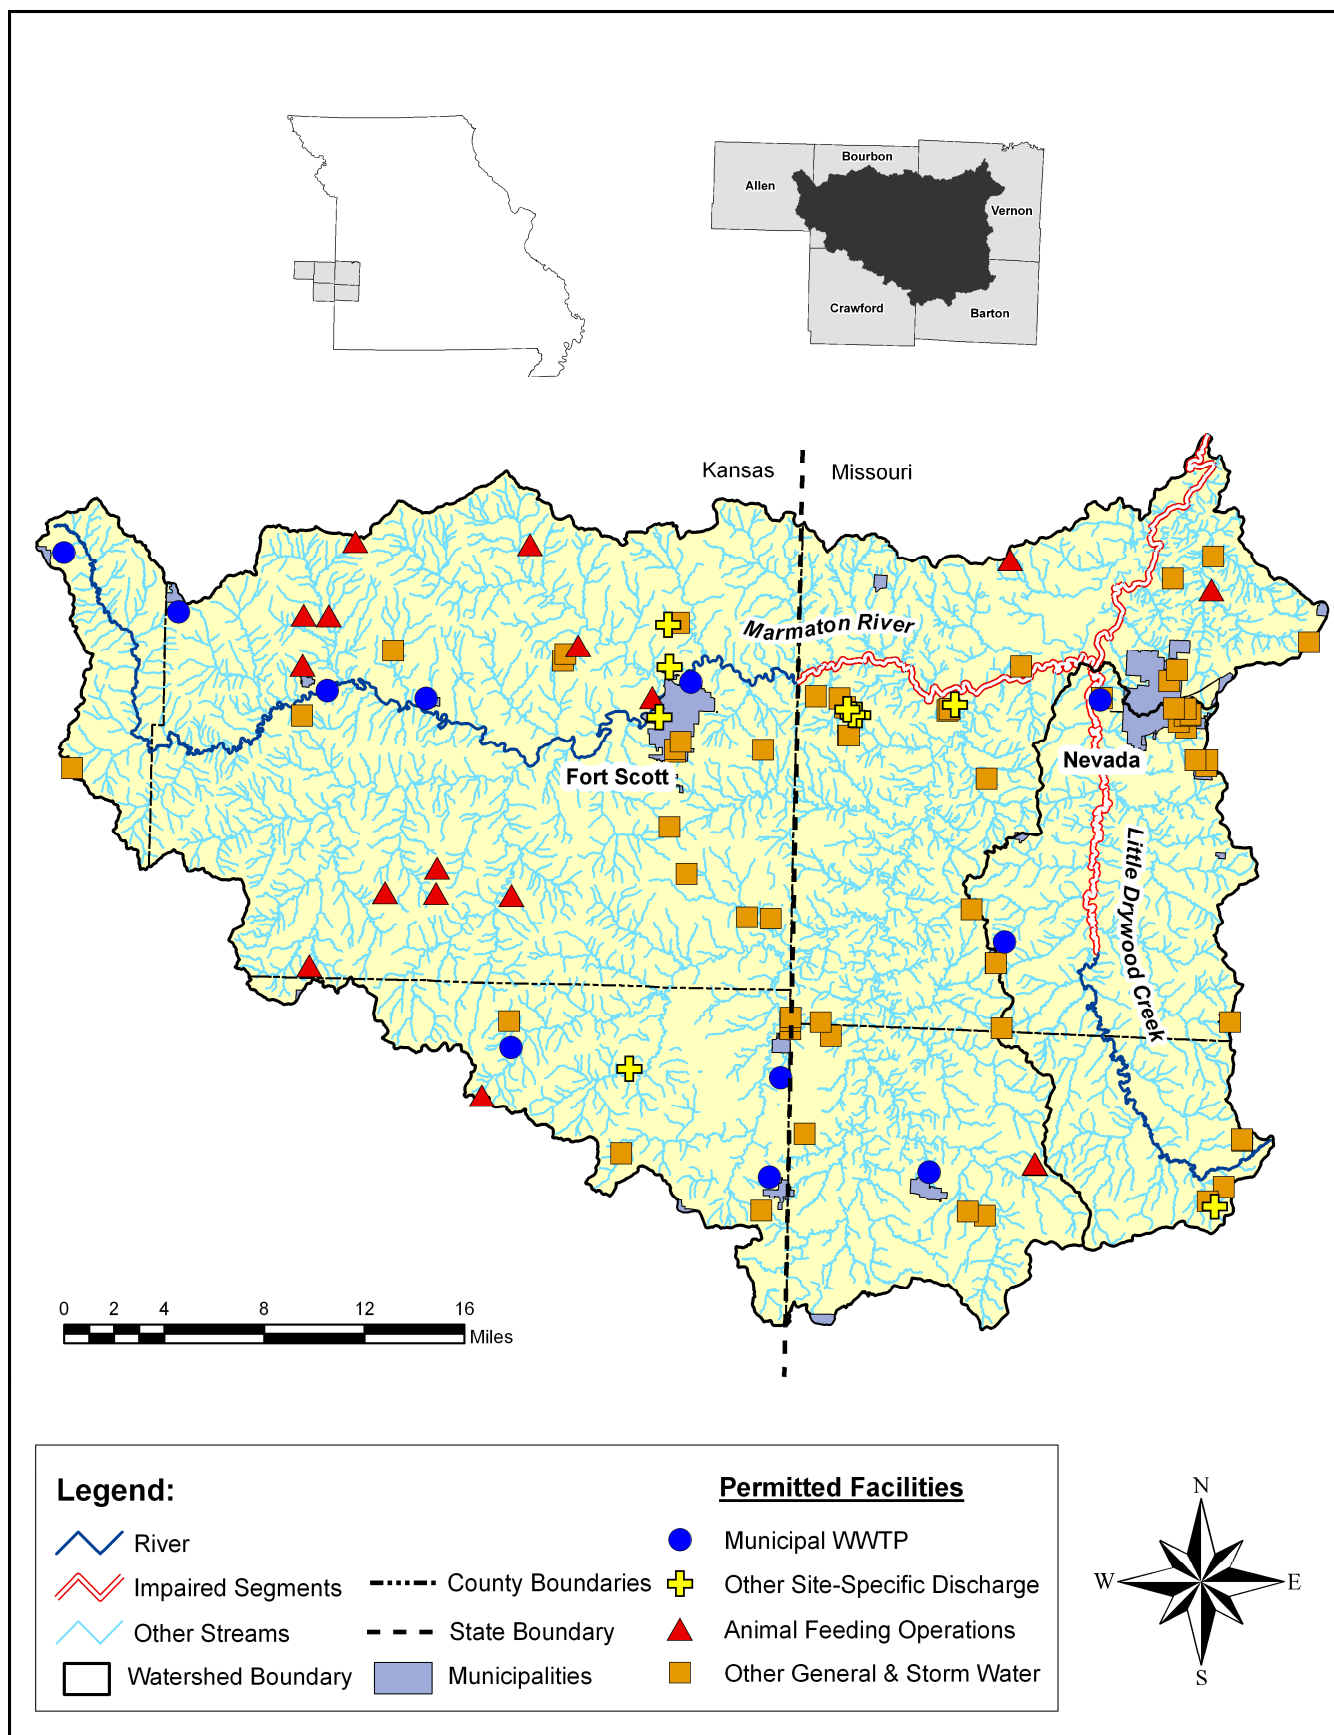 Bourbon
Allen
Vernon
Crawford
Barton
Kansas
Missouri
Marmaton River
Fort Scott
Nevada
Little Drywood Creek
0 2 4 8 12 16
Miles
Legend:
River
Impaired Segments
Other Streams
Watershed Boundary
County Boundaries
State Boundary
Municipalities
Permitted Facilities
Municipal WWTP
Other Site-Specific Discharge
Animal Feeding Operations
Other General & Storm Water
N
W
E
S